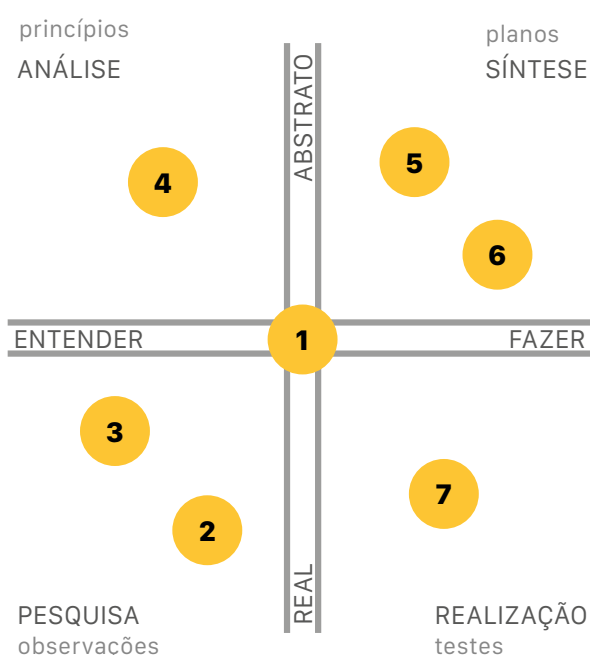 princípios
ANÁLISE
planos
SÍNTESE
ABSTRATO
4
5
6
ENTENDER
1
FAZER
3
2
7
REAL
PESQUISA
observações
REALIZAÇÃO
testes